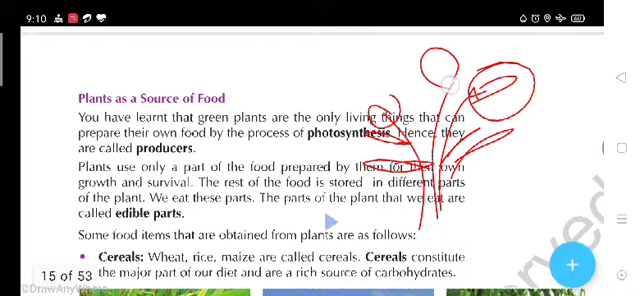 9:10
60
Plants as a Source of Food
You have learnt that green plants are the only living things that can
prepare their own food by the process of photosynthesis. Hence, they
are called producers.
Plants use only a part of the food prepared by them for their own
growth and survival. The rest of the food is stored in different parts
of the plant. We eat these parts. The parts of the plant that we eat are
called edible parts.
Some food items that are obtained from plants are as follows:
• Cereals: Wheat, rice, maize are called cereals. Cereals constitute
the major part of our diet and are a rich source of carbohydrates.
15 of 53
©DrawAnyWhere
erved